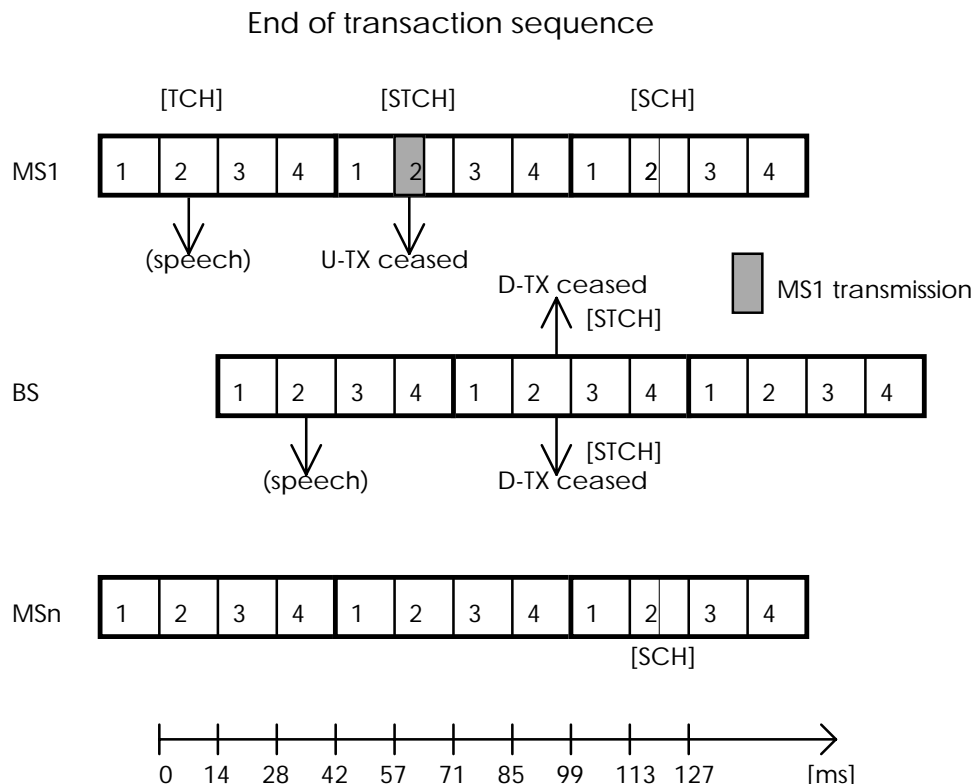 End of transaction sequence
[TCH] [STCH] [SCH]
MS1 1 2 3 4 1 2 3 4 1 2 3 4
(speech) U-TX ceased
D-TX ceased
MS1 transmission
[STCH]
BS 1 2 3 4 1 2 3 4 1 2 3 4
[STCH]
(speech) D-TX ceased
MSn 1 2 3 4 1 2 3 4 1 2 3 4
[SCH]
0 14 28 42 57 71 85 99 113 127 [ms]